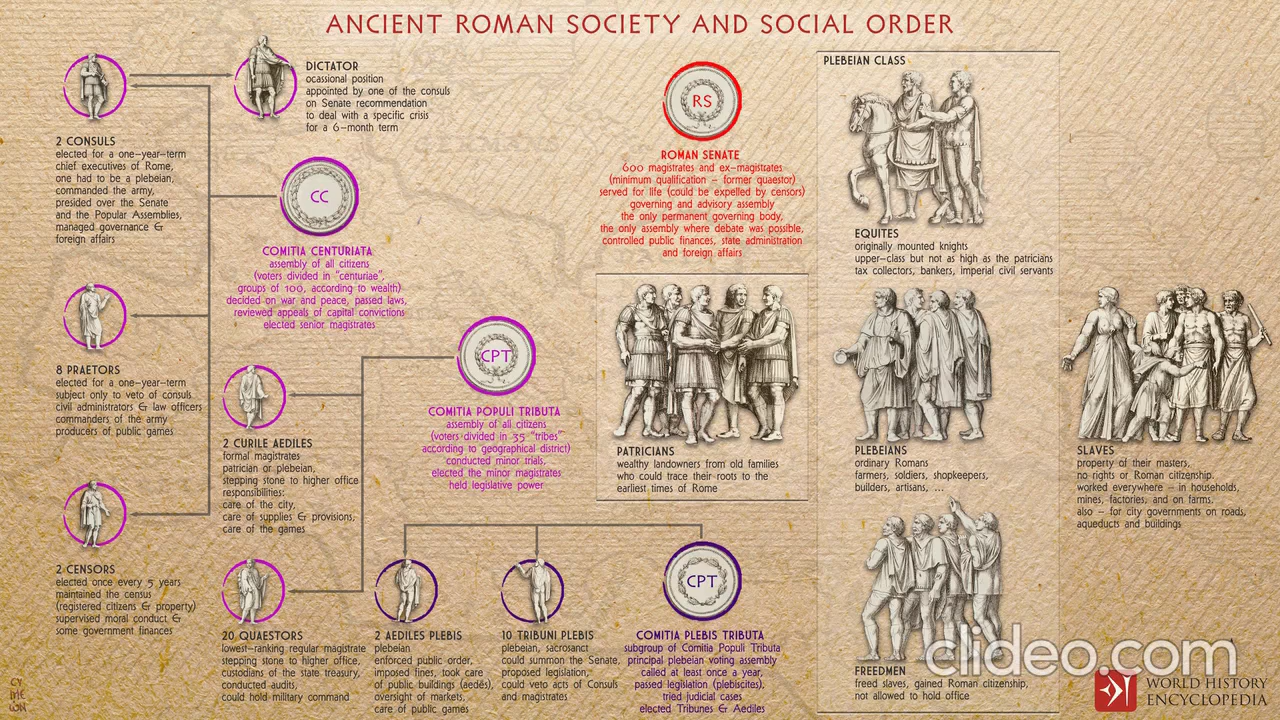 ANCIENT ROMAN SOCIETY AND SOCIAL ORDER
DICTATOR
ocassional position
appointed by one of the consuls
on Senate recommendation
to deal with a specific crisis
for a 6-month term
2 CONSULS
elected for a one-year-term
chief executives of Rome,
one had to be a plebeian,
commanded the army,
presided over the Senate
and the Popular Assemblies,
managed governance &
foreign affairs
CC
COMITIA CENTURIATA
assembly of all citizens
(voters divided in "centuriae",
groups of 100, according to wealth)
decided on war and peace, passed laws,
reviewed appeals of capital convictions
elected senior magistrates
8 PRAETORS
elected for a one-year-term
subject only to veto of consuls
civil administrators & law officers
commanders of the army
producers of public games
2 CURILE AEDILES
formal magistrates
patrician or plebeian,
stepping stone to higher office
responsibilities:
care of the city,
care of supplies & provisions,
care of the games
CPT
COMITIA POPULI TRIBUTA
assembly of all citizens
(voters divided in 35 "tribes"
according to geographical district)
conducted minor trials,
elected the minor magistrates
held legislative power
2 CENSORS
elected once every 5 years
maintained the census
(registered citizens & property)
supervised moral conduct &
some government finances
20 QUAESTORS
lowest-ranking regular magistrate
stepping stone to higher office,
custodians of the state treasury,
conducted audits,
could hold military command
2 AEDILES PLEBIS
plebeian
enforced public order,
imposed fines, took care
of public buildings (aedēs),
oversight of markets,
care of public games
10 TRIBUNI PLEBIS
plebeian, sacrosanct
could summon the Senate,
proposed legislation,
could veto acts of Consuls
and magistrates
CPT
COMITIA PLEBIS TRIBUTA
subgroup of Comitia Populi Tributa
principal plebeian voting assembly
called at least once a year,
passed legislation (plebiscites),
tried judicial cases
elected Tribunes & Aediles
RS
ROMAN SENATE
600 magistrates and ex-magistrates
(minimum qualification - former quaestor)
served for life (could be expelled by censors)
governing and advisory assembly
the only permanent governing body,
the only assembly where debate was possible,
controlled public finances, state administration
and foreign affairs
PATRICIANS
wealthy landowners from old families
who could trace their roots to the
earliest times of Rome
PLEBEIAN CLASS
EQUITES
originally mounted knights
upper-class but not as high as the patricians
tax collectors, bankers, imperial civil servants
PLEBEIANS
ordinary Romans
farmers, soldiers, shopkeepers,
builders, artisans, ...
FREEDMEN
freed slaves, gained Roman citizenship,
not allowed to hold office
SLAVES
property of their masters,
no rights or Roman citizenship.
worked everywhere - in households,
mines, factories, and on farms.
also - for city governments on roads,
aqueducts and buildings
clideo.com
WORLD HISTORY
ENCYCLOPEDIA